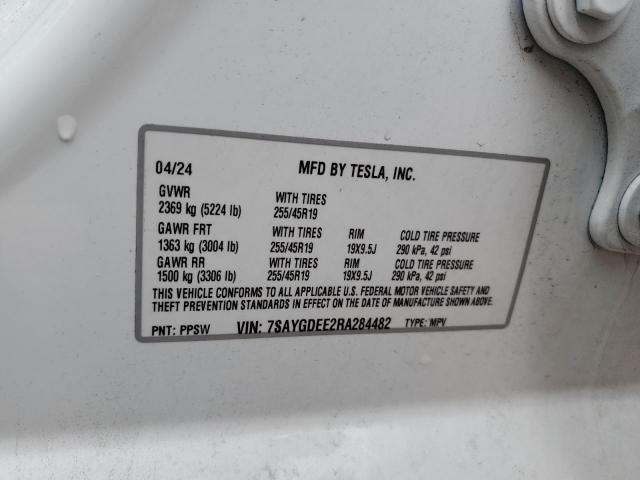 04/24 MFD BY TESLA, INC.
GVWR WITH TIRES
2369 kg (5224 lb) 255/45R19
GAWR FRT WITH TIRES RIM COLD TIRE PRESSURE
1363 kg (3004 lb) 255/45R19 19X9.5J 290 kPa, 42 psi
GAWR RR WITH TIRES RIM COLD TIRE PRESSURE
1500 kg (3306 lb) 255/45R19 19X9.5J 290 kPa, 42 psi
THIS VEHICLE CONFORMS TO ALL APPLICABLE U.S. FEDERAL MOTOR VEHICLE SAFETY AND
THEFT PREVENTION STANDARDS IN EFFECT ON THE DATE OF MANUFACTURE SHOWN ABOVE.
PNT: PPSW VIN: 7SAYGDEE2RA284482 TYPE: MPV